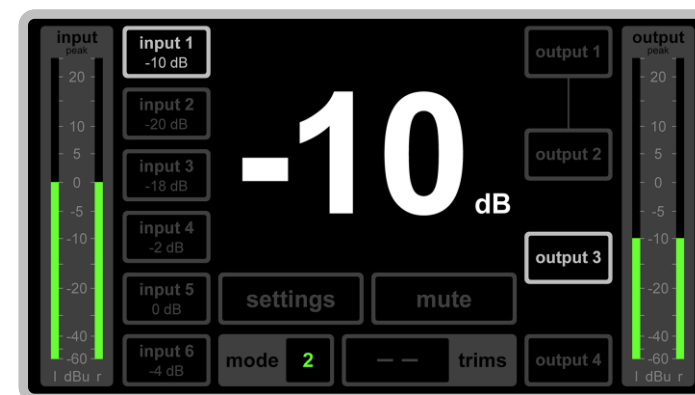 input
peak
20
10
5
0
-5
-10
-20
-40
-60
l dBu r
input 1
-10 dB
input 2
-20 dB
input 3
-18 dB
input 4
-2 dB
input 5
0 dB
input 6
-4 dB
-10 dB
settings
mute
mode 2
– – trims
output 1
output 2
output 3
output 4
output
peak
20
10
5
0
-5
-10
-20
-40
-60
l dBu r